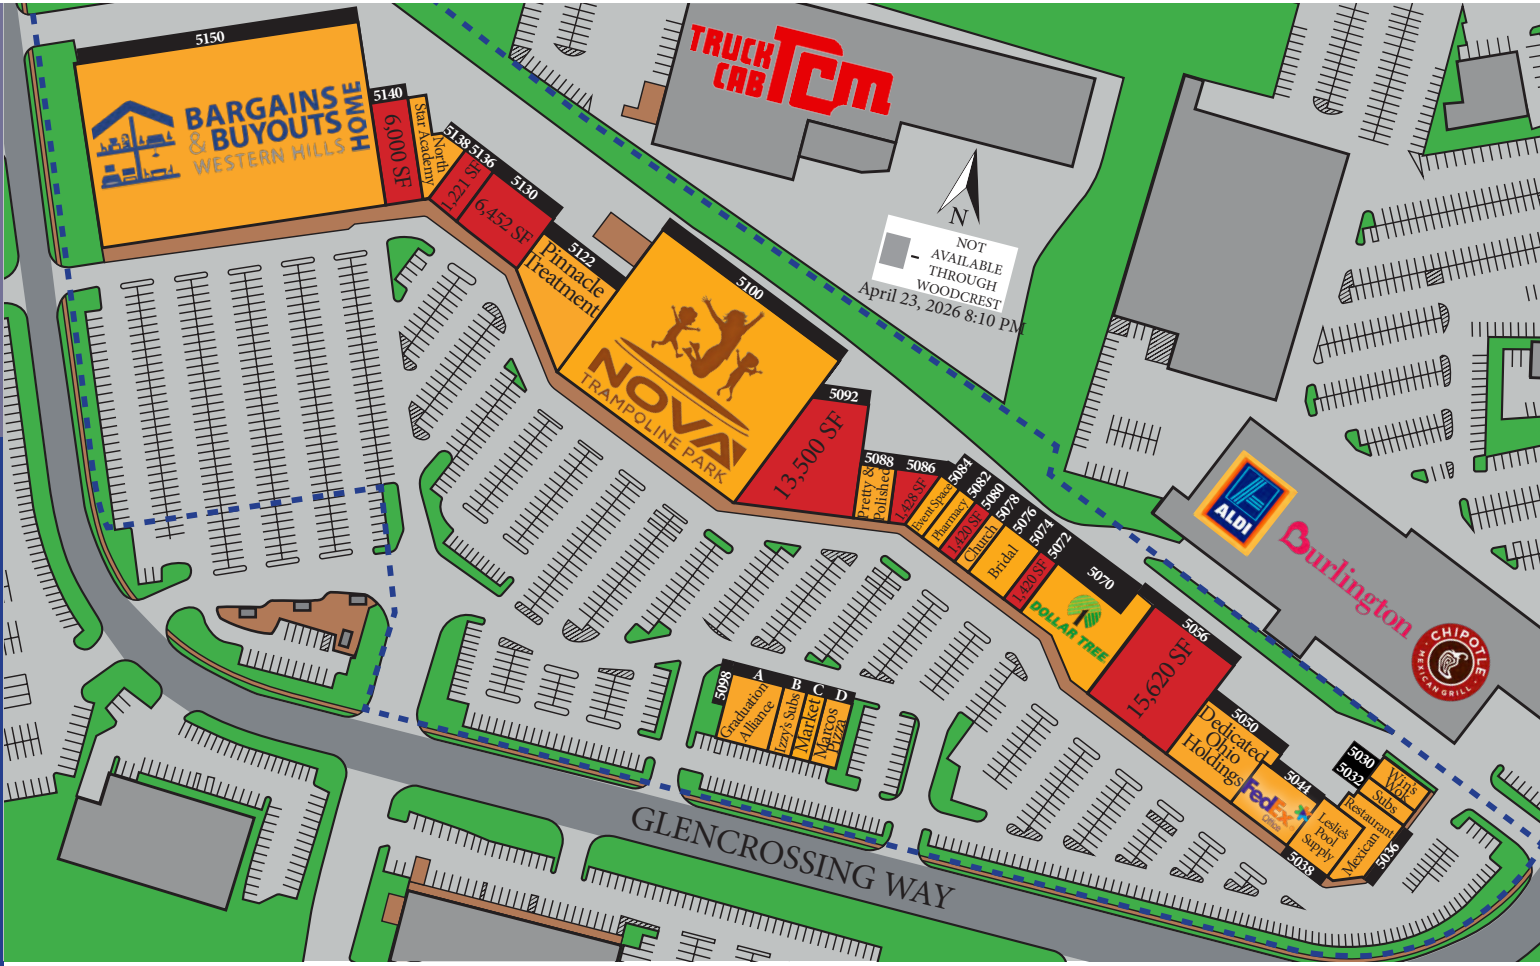 5150
BARGAINS
& BUYOUTS
HOME
WESTERN HILLS
5140
6,000 SF
Star Academy
North
5138
1,221 SF
5136
6,452 SF
5130
5122
Pinnacle
Treatment
5100
NOVA
TRAMPOLINE PARK
TRUCK
CAB
TCM
N
NOT
AVAILABLE
THROUGH
WOODCREST
-
April 23, 2026 8:10 PM
5092
13,500 SF
5088
Pretty &
Polished
5086
1,428 SF
5084
Event Space
5082
Pharmacy
5080
1,420 SF
5078
Church
5076
Bridal
5074
1,420 SF
5072
5070
DOLLAR TREE
5056
15,620 SF
5050
Dedicated
Ohio
Holdings
5044
FedEx
Office
5038
Leslie's
Pool
Supply
5036
Mexican
Restaurant
5032
Subs
5030
Win's
Wok
ALDI
Burlington
CHIPOTLE
MEXICAN GRILL
5098
A
Graduation
Alliance
B
Izzy's Subs
C
Market
D
Marcos
Pizza
GLENCROSSING WAY